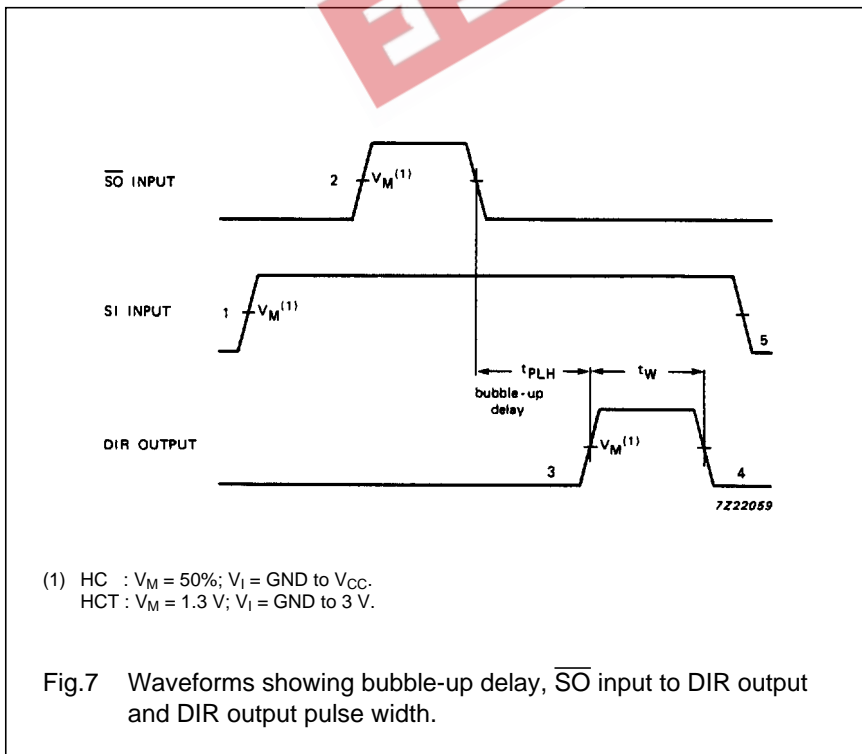 S̅O̅ INPUT
2
V_M(1)
SI INPUT
1
V_M(1)
5
t_PLH
t_W
bubble-up
delay
DIR OUTPUT
V_M(1)
3
4
7Z22059
(1) HC : V_M = 50%; V_I = GND to V_CC.
HCT : V_M = 1.3 V; V_I = GND to 3 V.
Fig.7 Waveforms showing bubble-up delay, S̅O̅ input to DIR output
and DIR output pulse width.